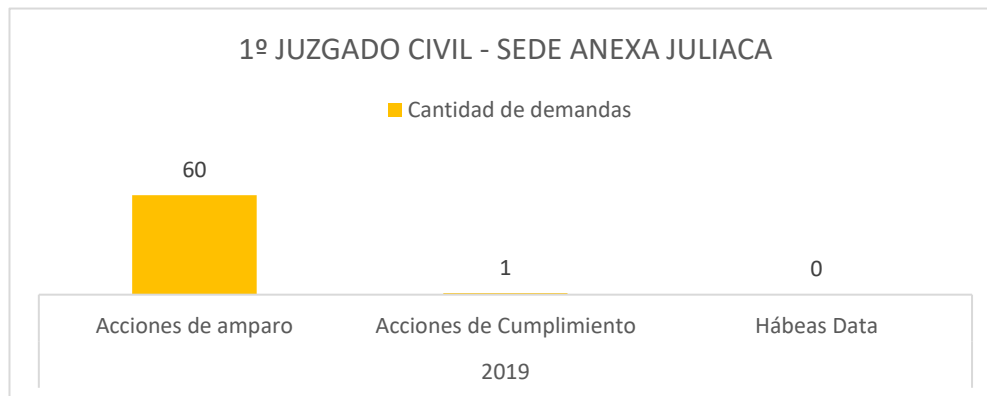 1º JUZGADO CIVIL - SEDE ANEXA JULIACA
Cantidad de demandas
60
1
0
Acciones de amparo
Acciones de Cumplimiento
Hábeas Data
2019